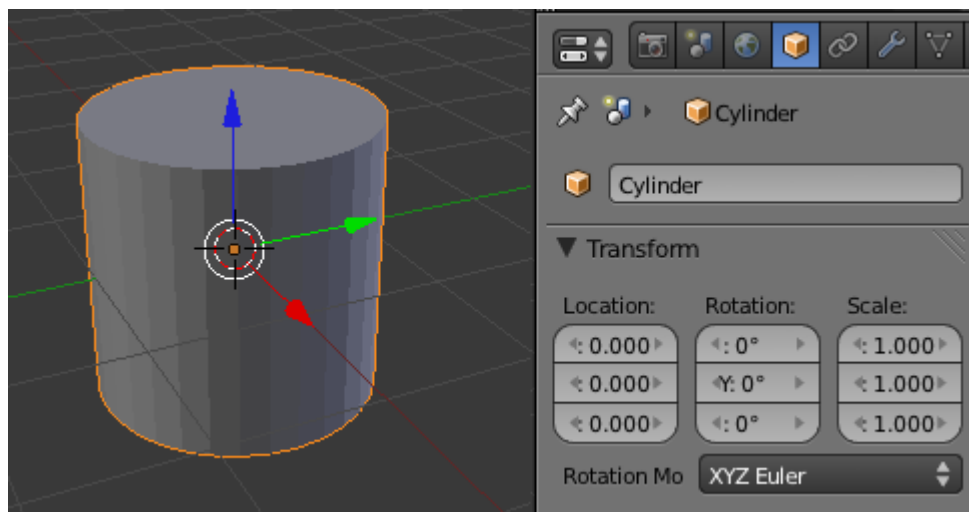 Cylinder
Cylinder
Transform
Location: Rotation: Scale:
: 0.000 : 0° : 1.000
: 0.000 Y: 0° : 1.000
: 0.000 : 0° : 1.000
Rotation Mo XYZ Euler